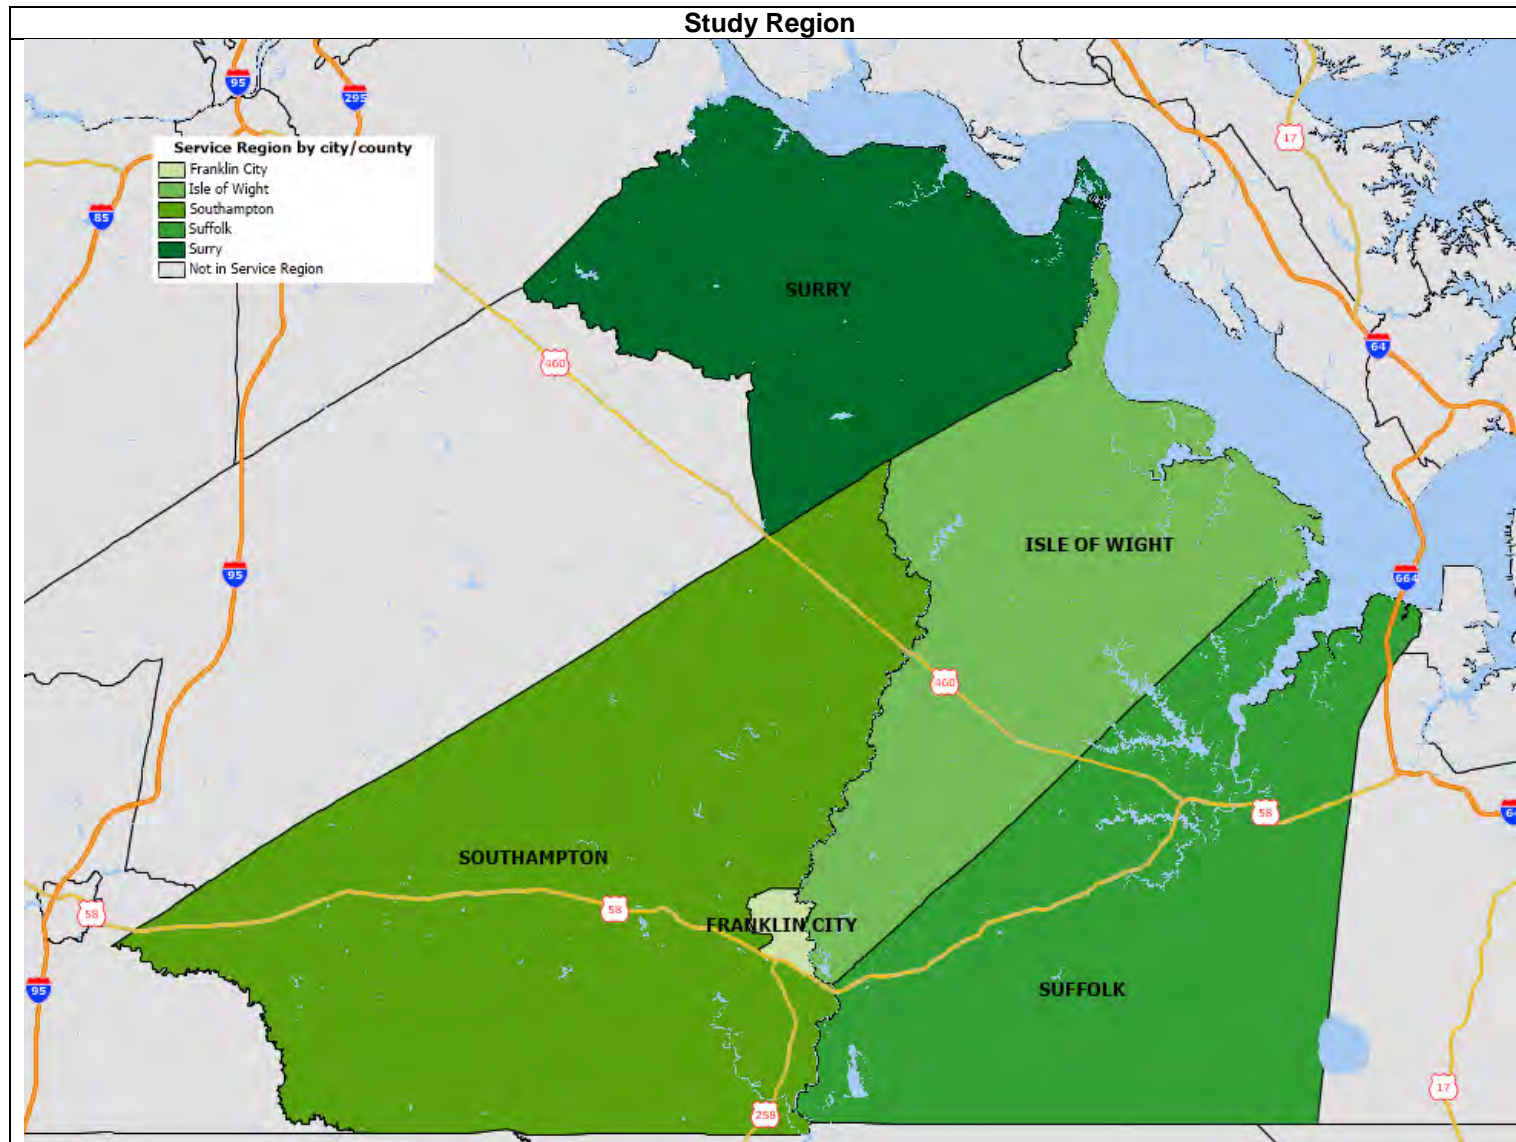 Study Region
95
295
17
Service Region by city/county
Franklin City
Isle of Wight
Southampton
Suffolk
Surry
Not in Service Region
85
SURRY
64
460
ISLE OF WIGHT
95
664
460
58
64
SOUTHAMPTON
58
58
FRANKLIN CITY
95
SUFFOLK
17
258